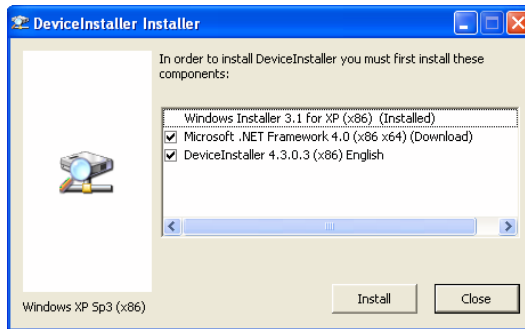 DeviceInstaller Installer
In order to install DeviceInstaller you must first install these
components:
Windows Installer 3.1 for XP (x86) (Installed)
Microsoft .NET Framework 4.0 (x86 x64) (Download)
DeviceInstaller 4.3.0.3 (x86) English
Windows XP Sp3 (x86)
Install
Close